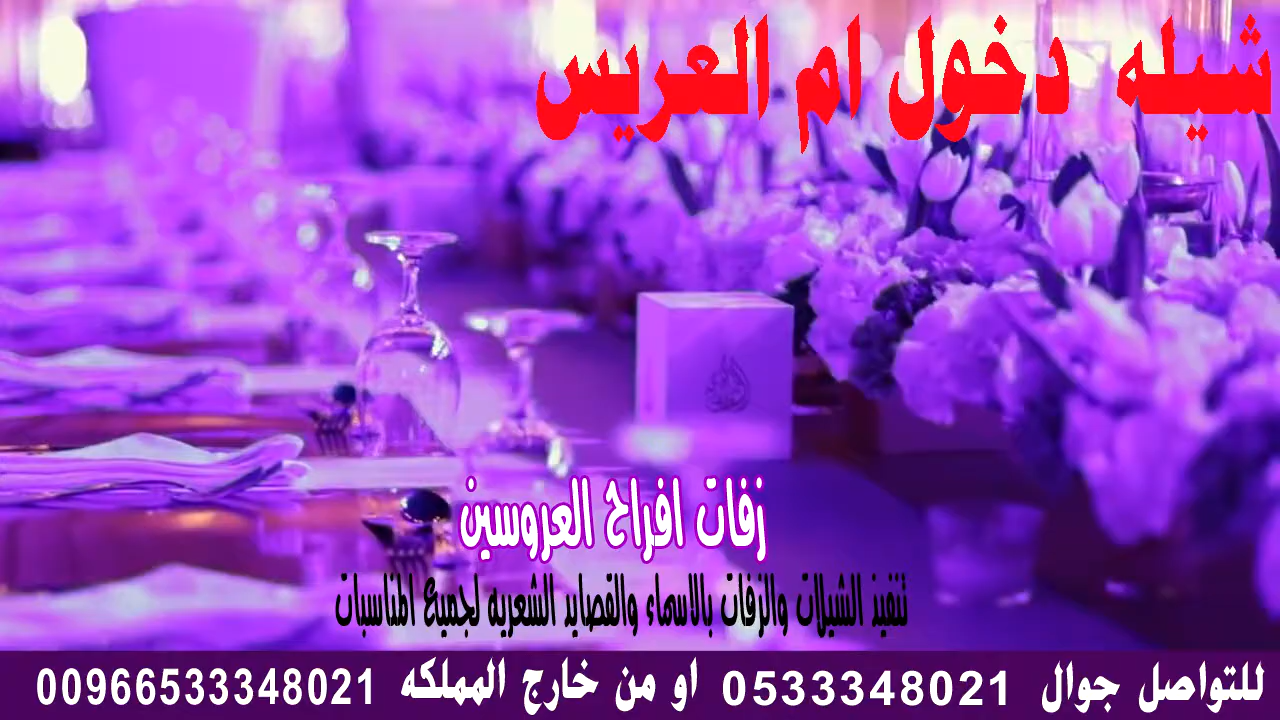 شيله دخول ام العريس
زفات افراح العروسين
تنفيذ الشيلات والزفات بالاسماء والقصايد الشعريه لجميع المناسبات
للتواصل جوال 0533348021 او من خارج المملكه 00966533348021